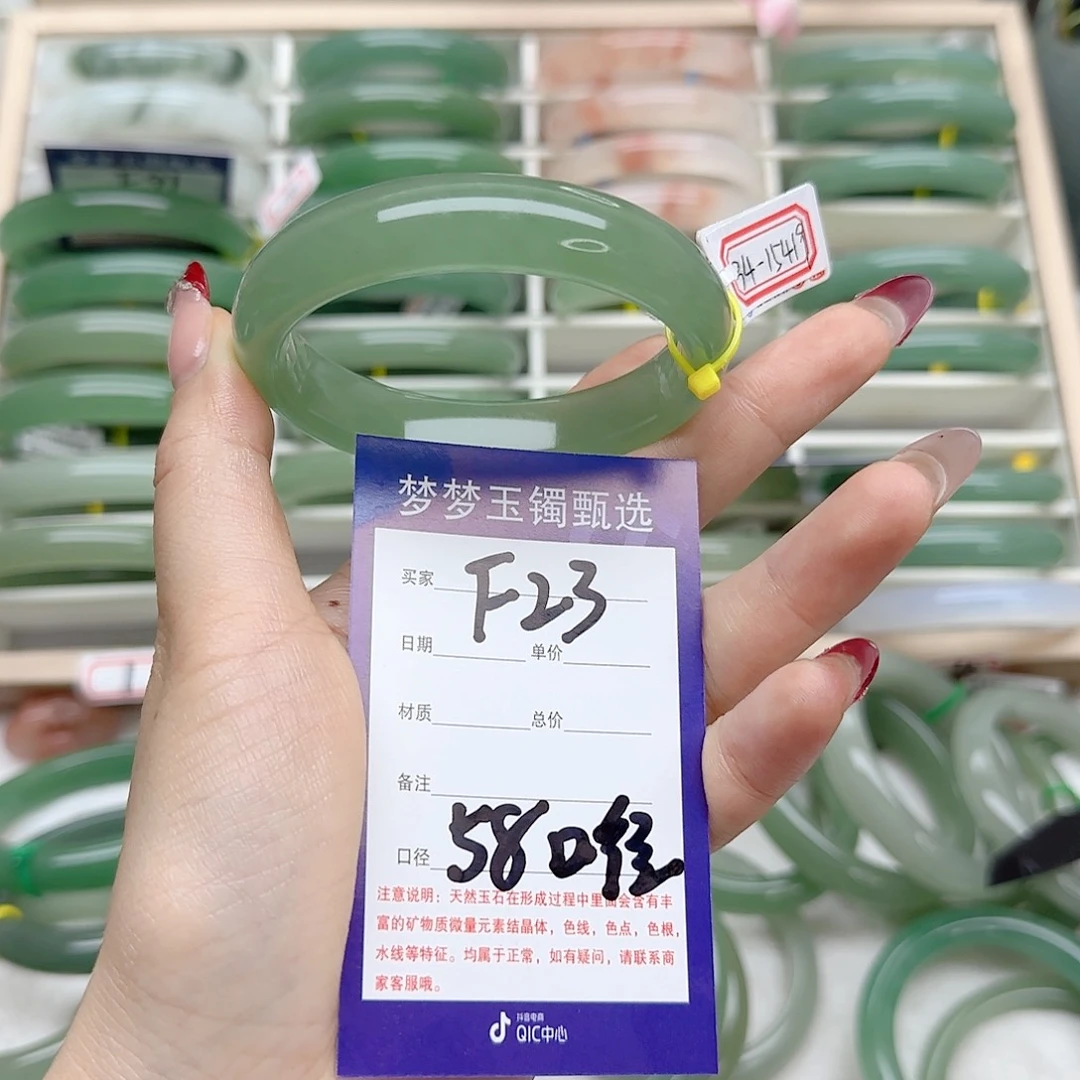 34-15419
梦梦玉镯甄选
买家 F23
日期 单价
材质 总价
备注
口径 58口径
注意说明:天然玉石在形成过程中里面会含有丰
富的矿物质微量元素结晶体,色线,色点,色根,
水线等特征。均属于正常,如有疑问,请联系商
家客服哦。
抖音电商
QIC中心